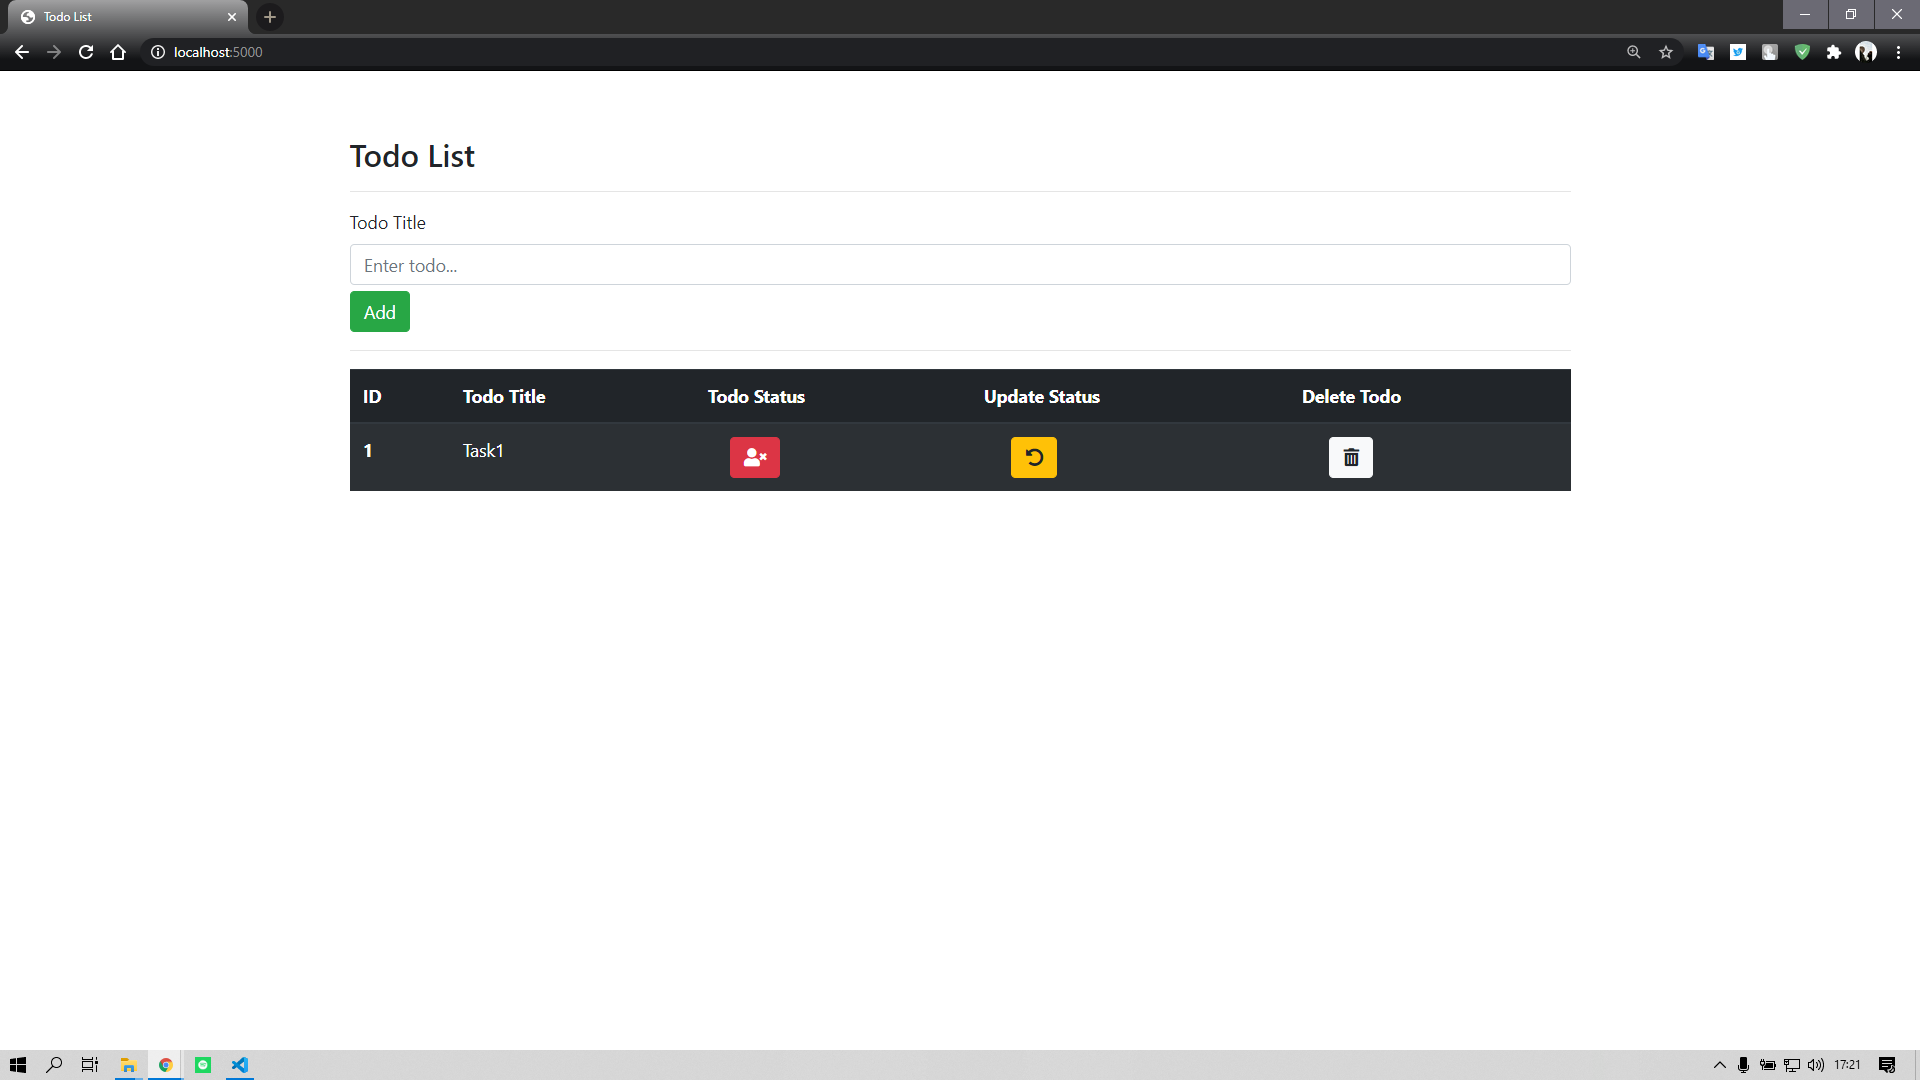 Todo List
localhost:5000
Todo List
Todo Title
Enter todo...
Add
ID Todo Title Todo Status Update Status Delete Todo
1 Task1
17:21